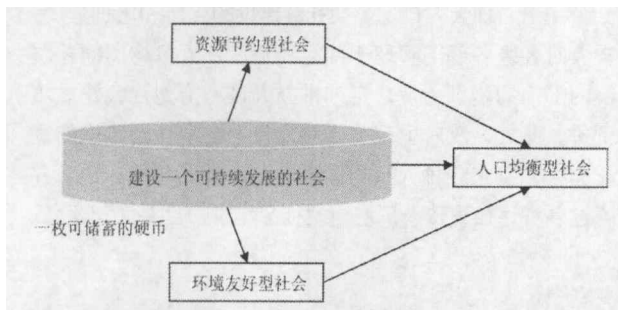 资源节约型社会
建设一个可持续发展的社会
人口均衡型社会
一枚可储蓄的硬币
环境友好型社会